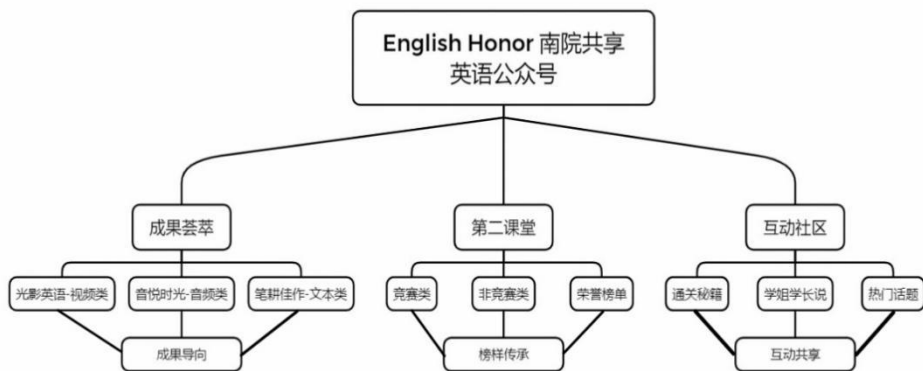 English Honor 南院共享
英语公众号
成果荟萃
第二课堂
互动社区
光影英语-视频类
音悦时光-音频类
笔耕佳作-文本类
竞赛类
非竞赛类
荣誉榜单
通关秘籍
学姐学长说
热门话题
成果导向
榜样传承
互动共享